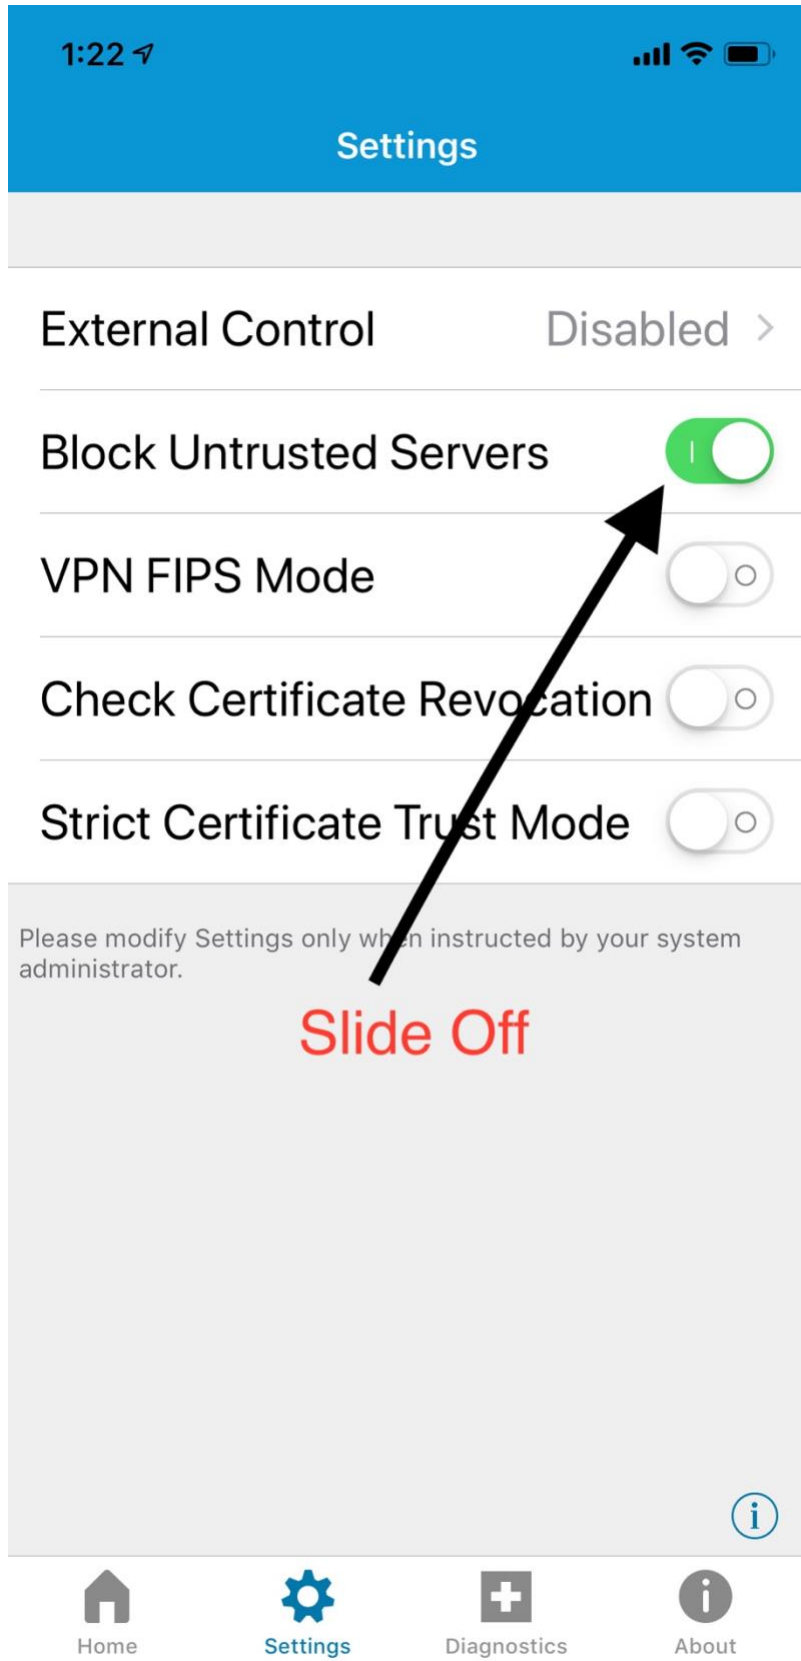 1:22
Settings
External Control Disabled
Block Untrusted Servers
VPN FIPS Mode
Check Certificate Revocation
Strict Certificate Trust Mode
Please modify Settings only when instructed by your system
administrator.
Slide Off
Home Settings Diagnostics About